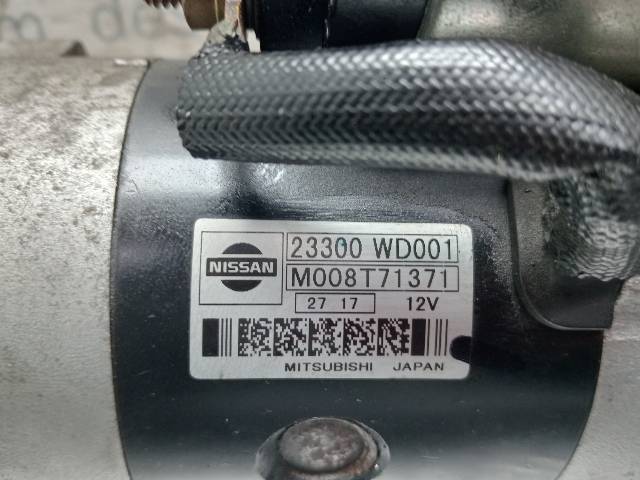 NISSAN
23300 WD001
M008T71371
27 17 12V
MITSUBISHI JAPAN